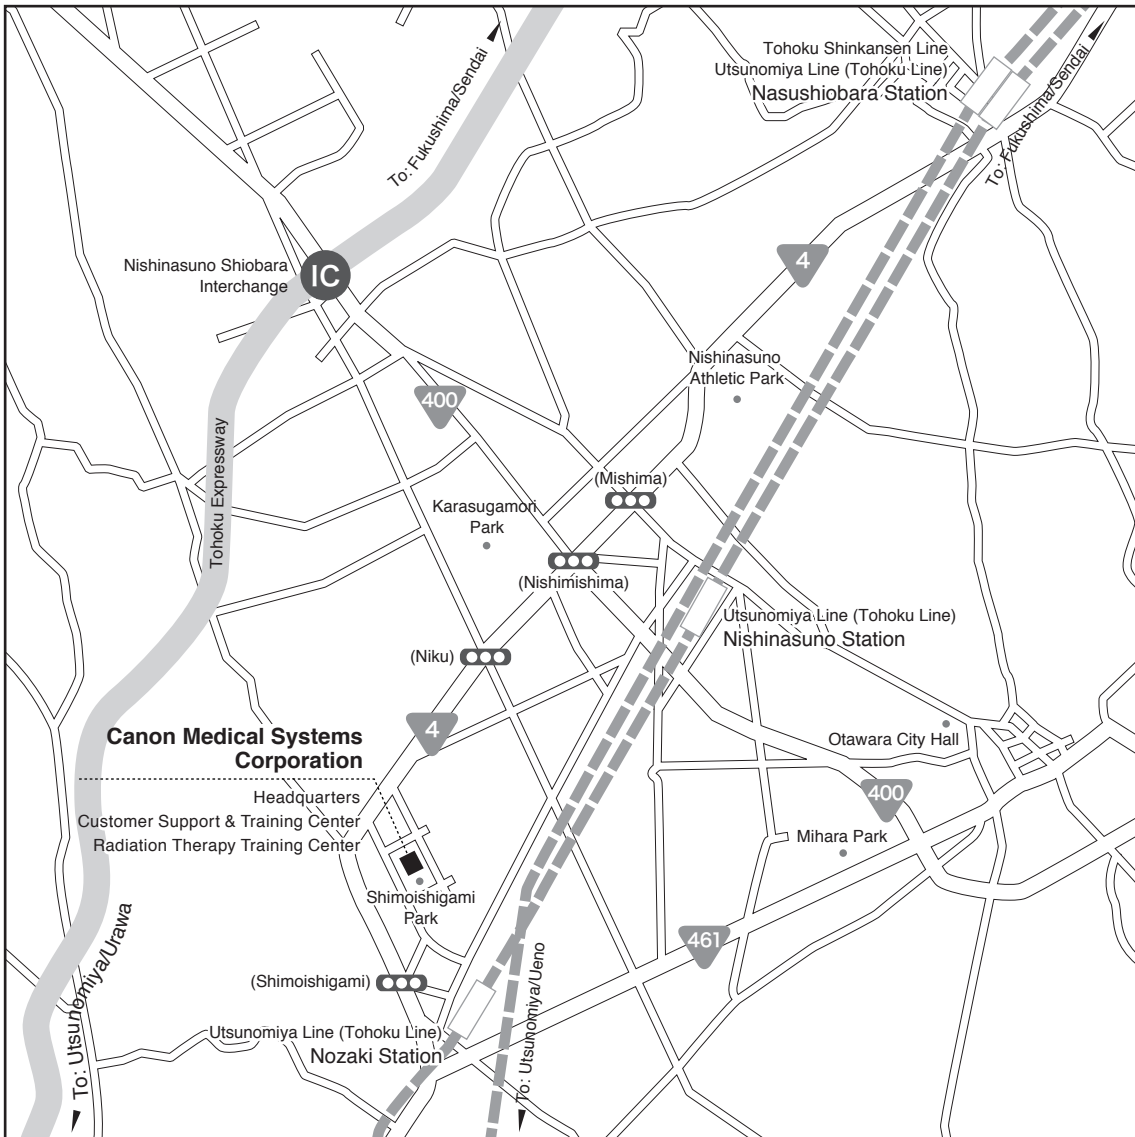 Tohoku Shinkansen Line
Utsunomiya Line (Tohoku Line)
Nasushiobara Station
To: Fukushima/Sendai
To: Fukushima/Sendai
Nishinasuno Shiobara
Interchange
IC
4
Nishinasuno
Athletic Park
400
Tohoku Expressway
(Mishima)
Karasugamori
Park
(Nishimishima)
Utsunomiya Line (Tohoku Line)
Nishinasuno Station
(Niku)
4
Canon Medical Systems
Corporation
Headquarters
Customer Support & Training Center
Radiation Therapy Training Center
Otawara City Hall
400
Mihara Park
Shimoishigami
Park
461
To: Utsunomiya/Urawa
(Shimoishigami)
To: Utsunomiya/Ueno
Utsunomiya Line (Tohoku Line)
Nozaki Station